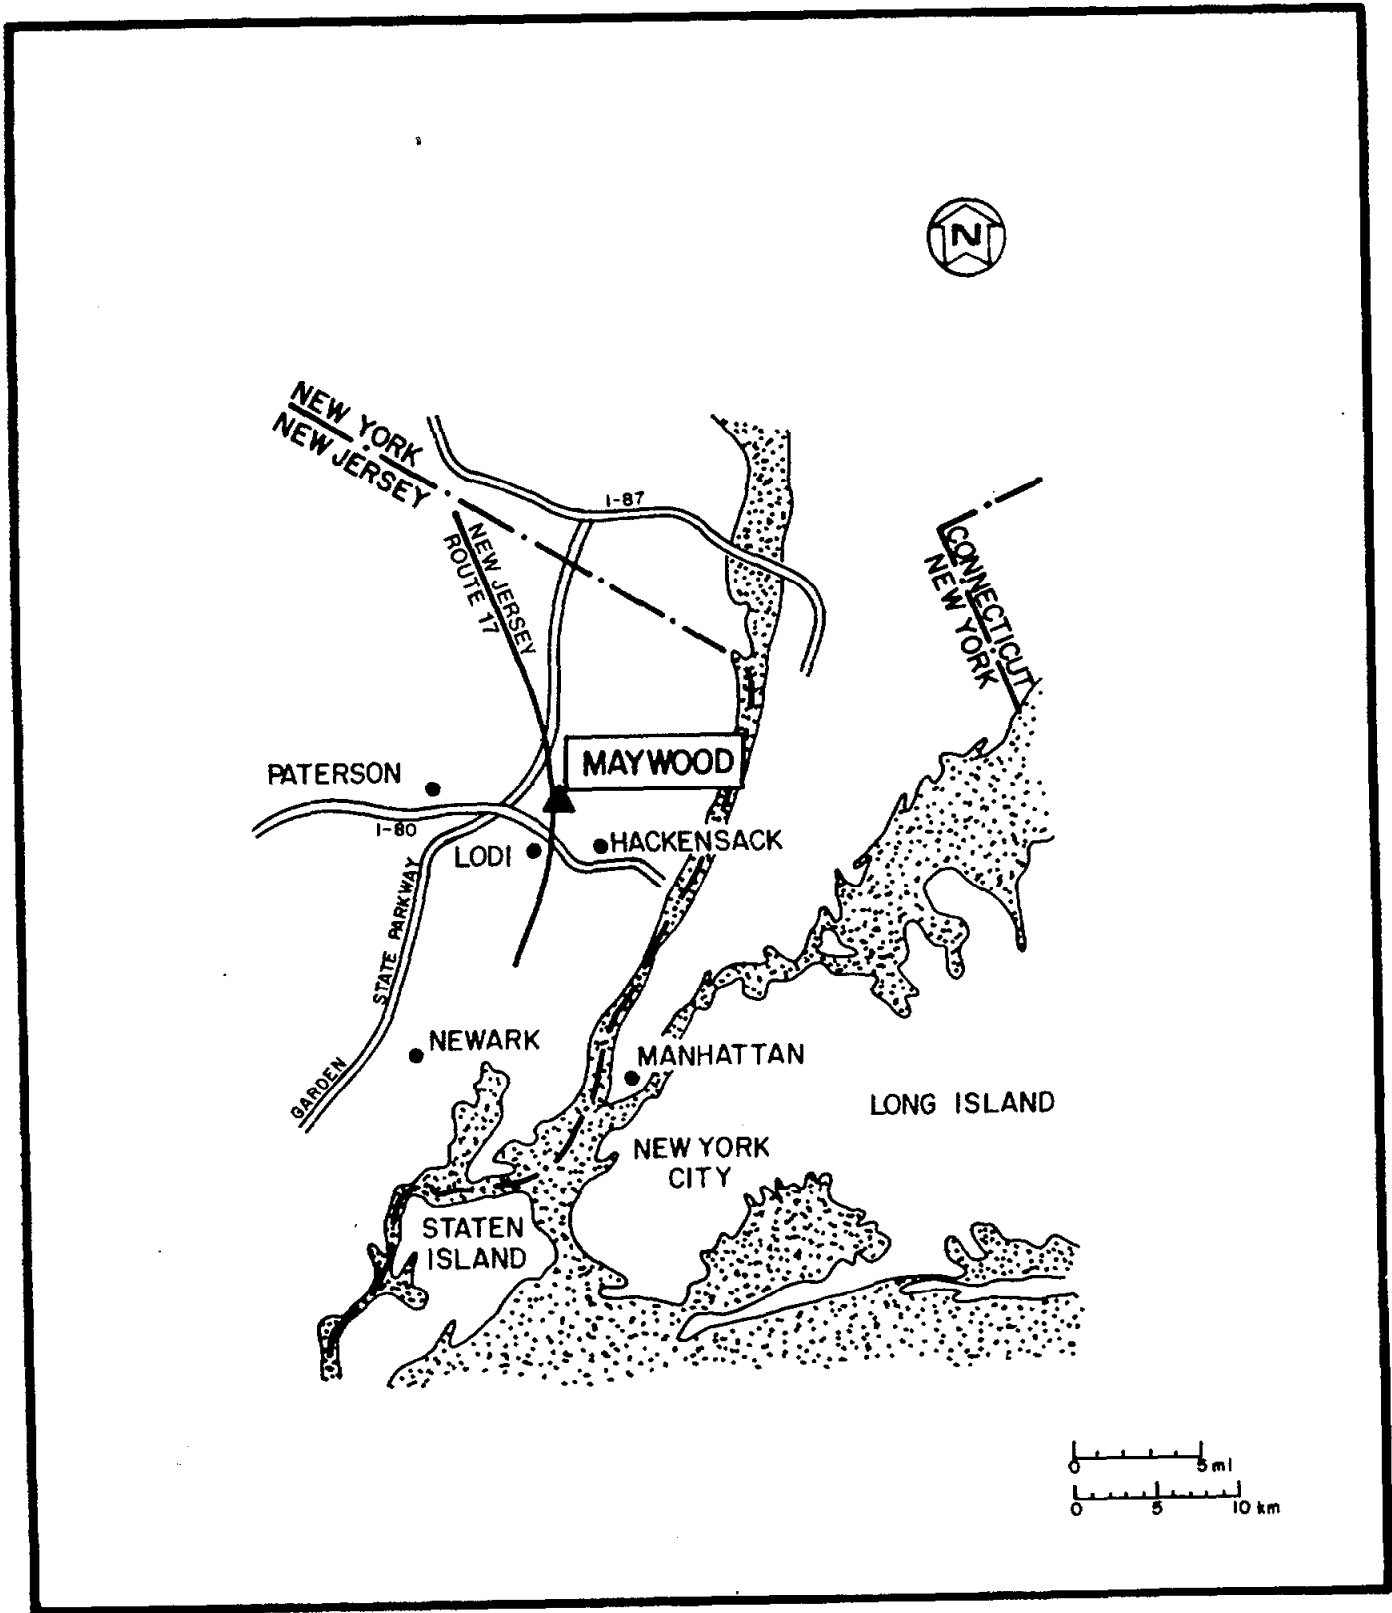 N
NEW YORK
NEW JERSEY
I-87
NEW JERSEY
ROUTE 17
CONNECTICUT
NEW YORK
MAYWOOD
PATERSON
I-80
LODI
HACKENSACK
GARDEN STATE PARKWAY
NEWARK
MANHATTAN
LONG ISLAND
NEW YORK
CITY
STATEN
ISLAND
0 5 mi
0 5 10 km